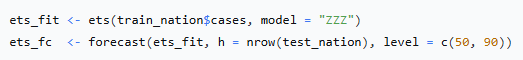 ets_fit <- ets(train_nation$cases, model = "ZZZ")
ets_fc  <- forecast(ets_fit, h = nrow(test_nation), level = c(50, 90))